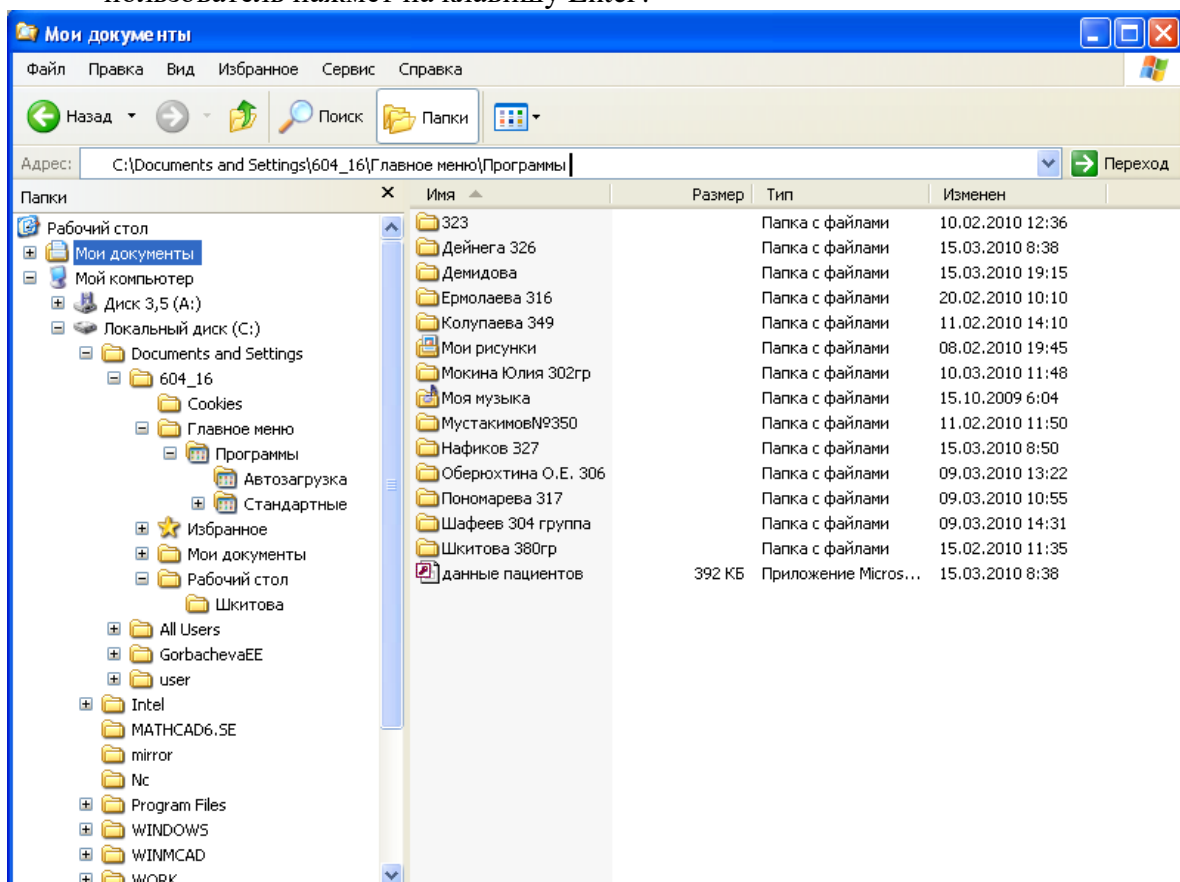 пользователь нажмет на клавишу Enter?
Мои документы
Файл Правка Вид Избранное Сервис Справка
Назад Поиск Папки
Адрес: C:\Documents and Settings\604_16\Главное меню\Программы Переход
Папки
Рабочий стол
Мои документы
Мой компьютер
Диск 3,5 (A:)
Локальный диск (C:)
Documents and Settings
604_16
Cookies
Главное меню
Программы
Автозагрузка
Стандартные
Избранное
Мои документы
Рабочий стол
Шкитова
All Users
GorbachevaEE
user
Intel
MATHCAD6.SE
mirror
Nc
Program Files
WINDOWS
WINMCAD
WORK
Имя Размер Тип Изменен
323 Папка с файлами 10.02.2010 12:36
Дейнега 326 Папка с файлами 15.03.2010 8:38
Демидова Папка с файлами 15.03.2010 19:15
Ермолаева 316 Папка с файлами 20.02.2010 10:10
Колупаева 349 Папка с файлами 11.02.2010 14:10
Мои рисунки Папка с файлами 08.02.2010 19:45
Мокина Юлия 302гр Папка с файлами 10.03.2010 11:48
Моя музыка Папка с файлами 15.10.2009 6:04
Мустакимов№350 Папка с файлами 11.02.2010 11:50
Нафиков 327 Папка с файлами 15.03.2010 8:50
Оберюхтина О.Е. 306 Папка с файлами 09.03.2010 13:22
Пономарева 317 Папка с файлами 09.03.2010 10:55
Шафеев 304 группа Папка с файлами 09.03.2010 14:31
Шкитова 380гр Папка с файлами 15.02.2010 11:35
данные пациентов 392 КБ Приложение Micros... 15.03.2010 8:38